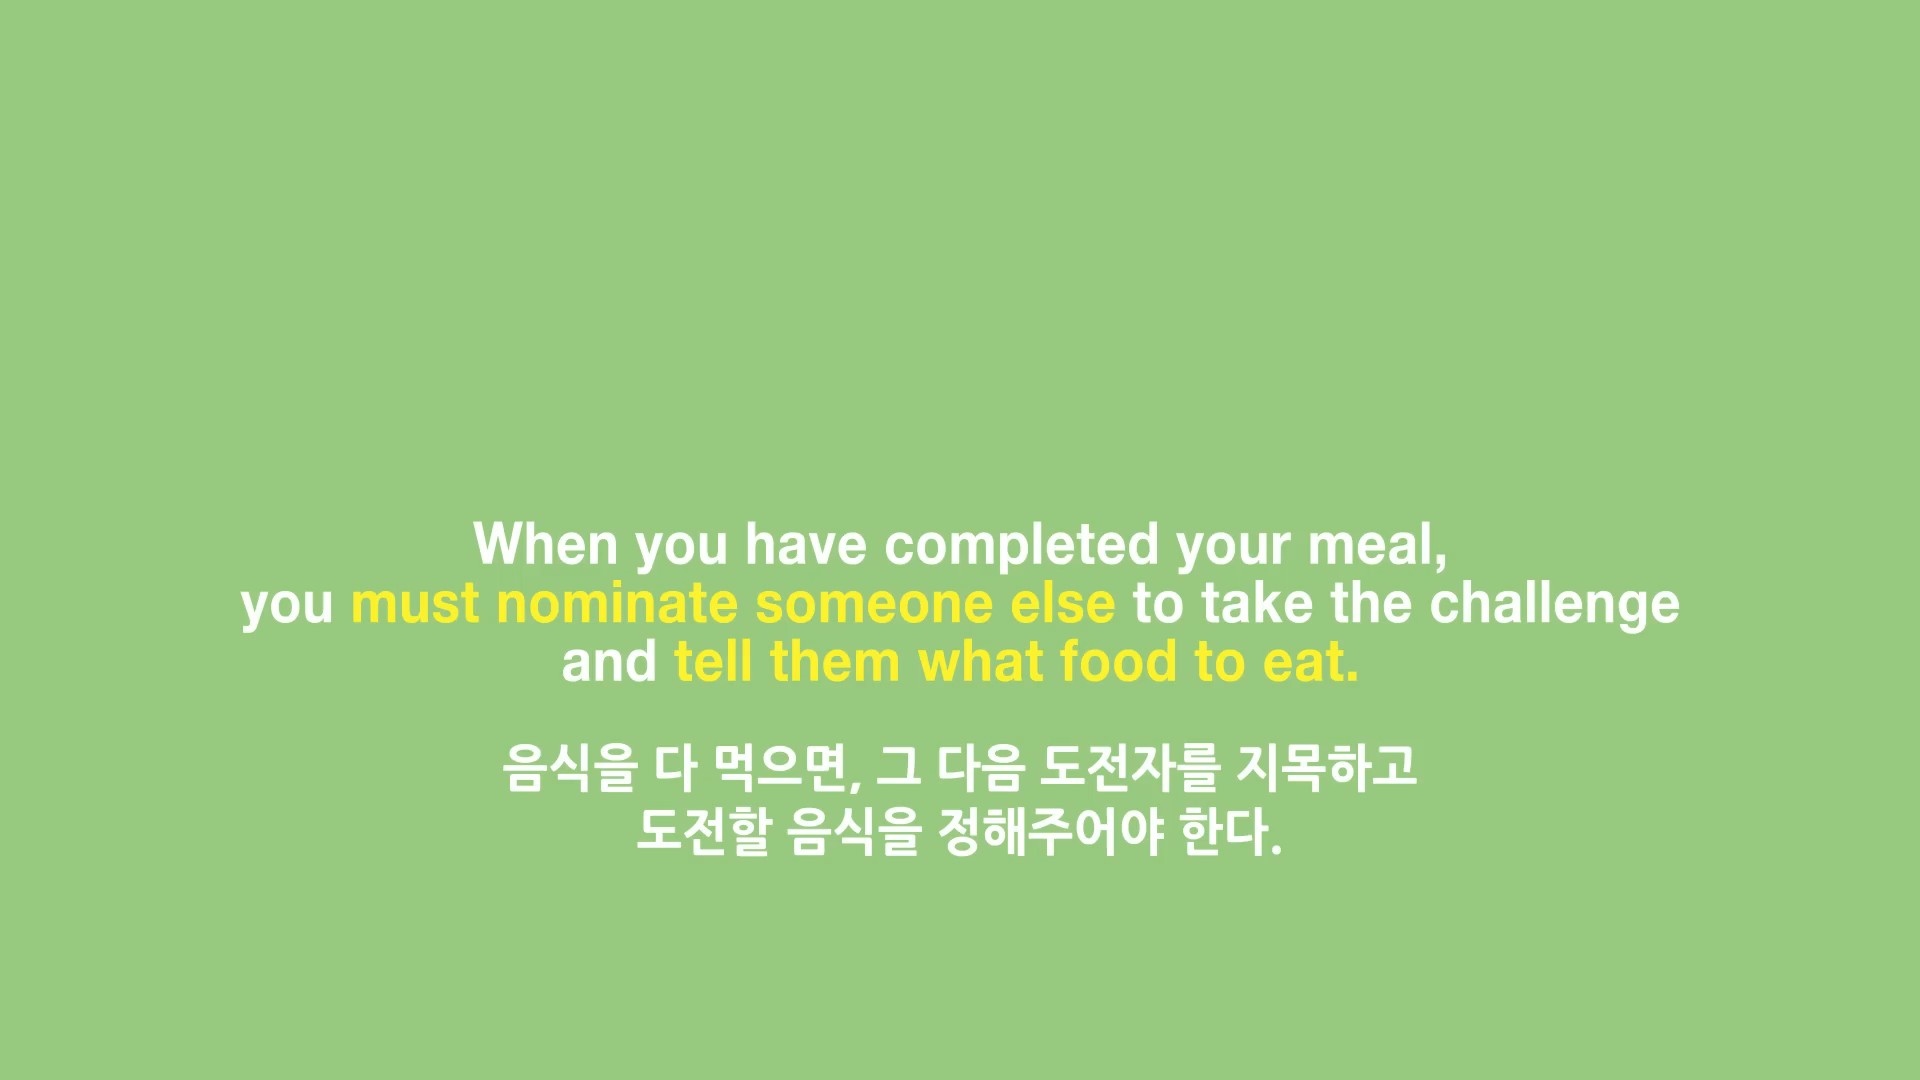 When you have completed your meal,
you must nominate someone else to take the challenge
and tell them what food to eat.
음식을 다 먹으면, 그 다음 도전자를 지목하고
도전할 음식을 정해주어야 한다.